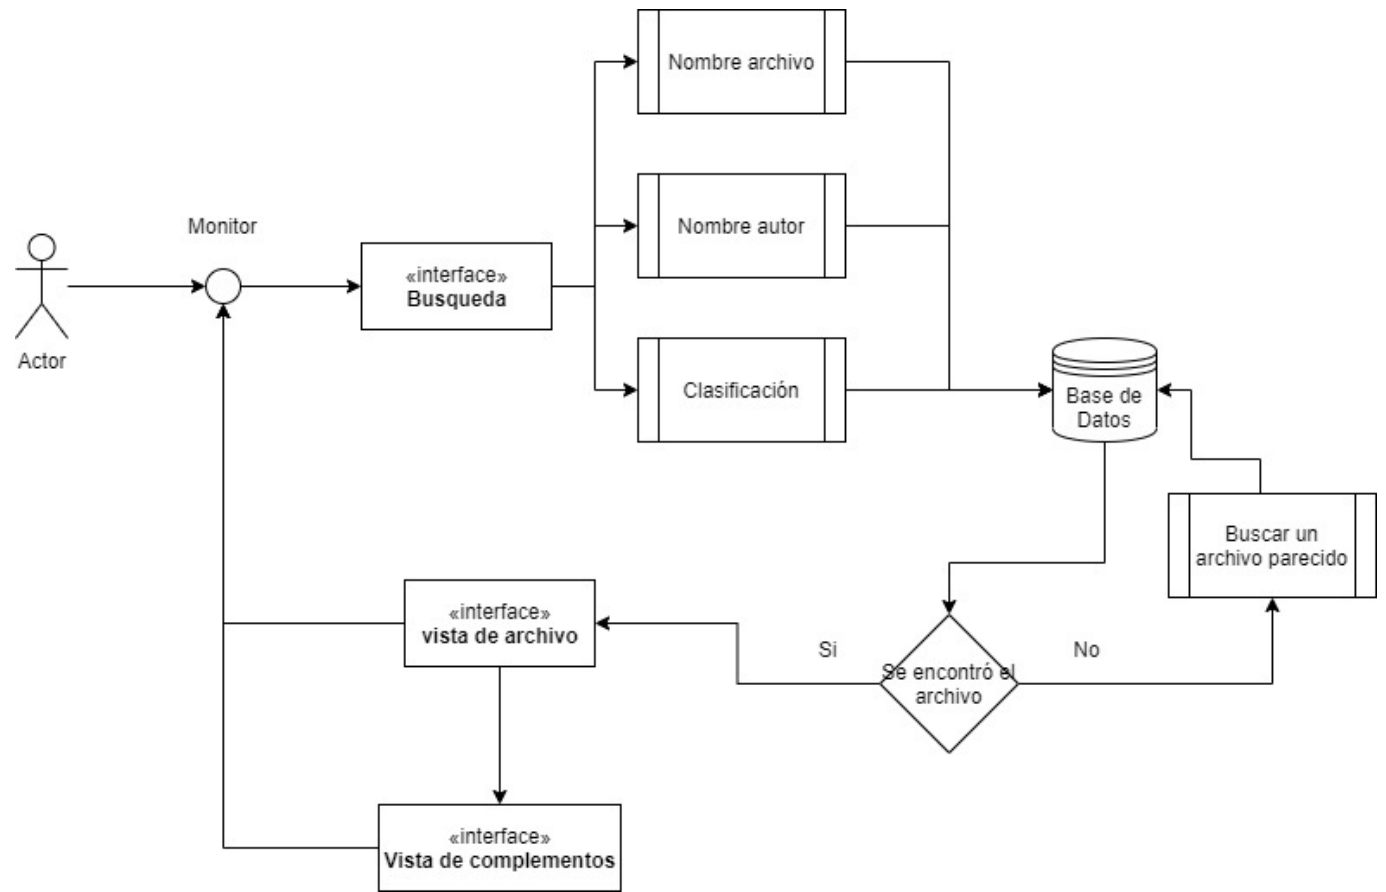 Nombre archivo
Monitor
Nombre autor
«interface»
Busqueda
Actor
Clasificación
Base de
Datos
Buscar un
archivo parecido
«interface»
vista de archivo
Si
Se encontró el
archivo
No
«interface»
Vista de complementos